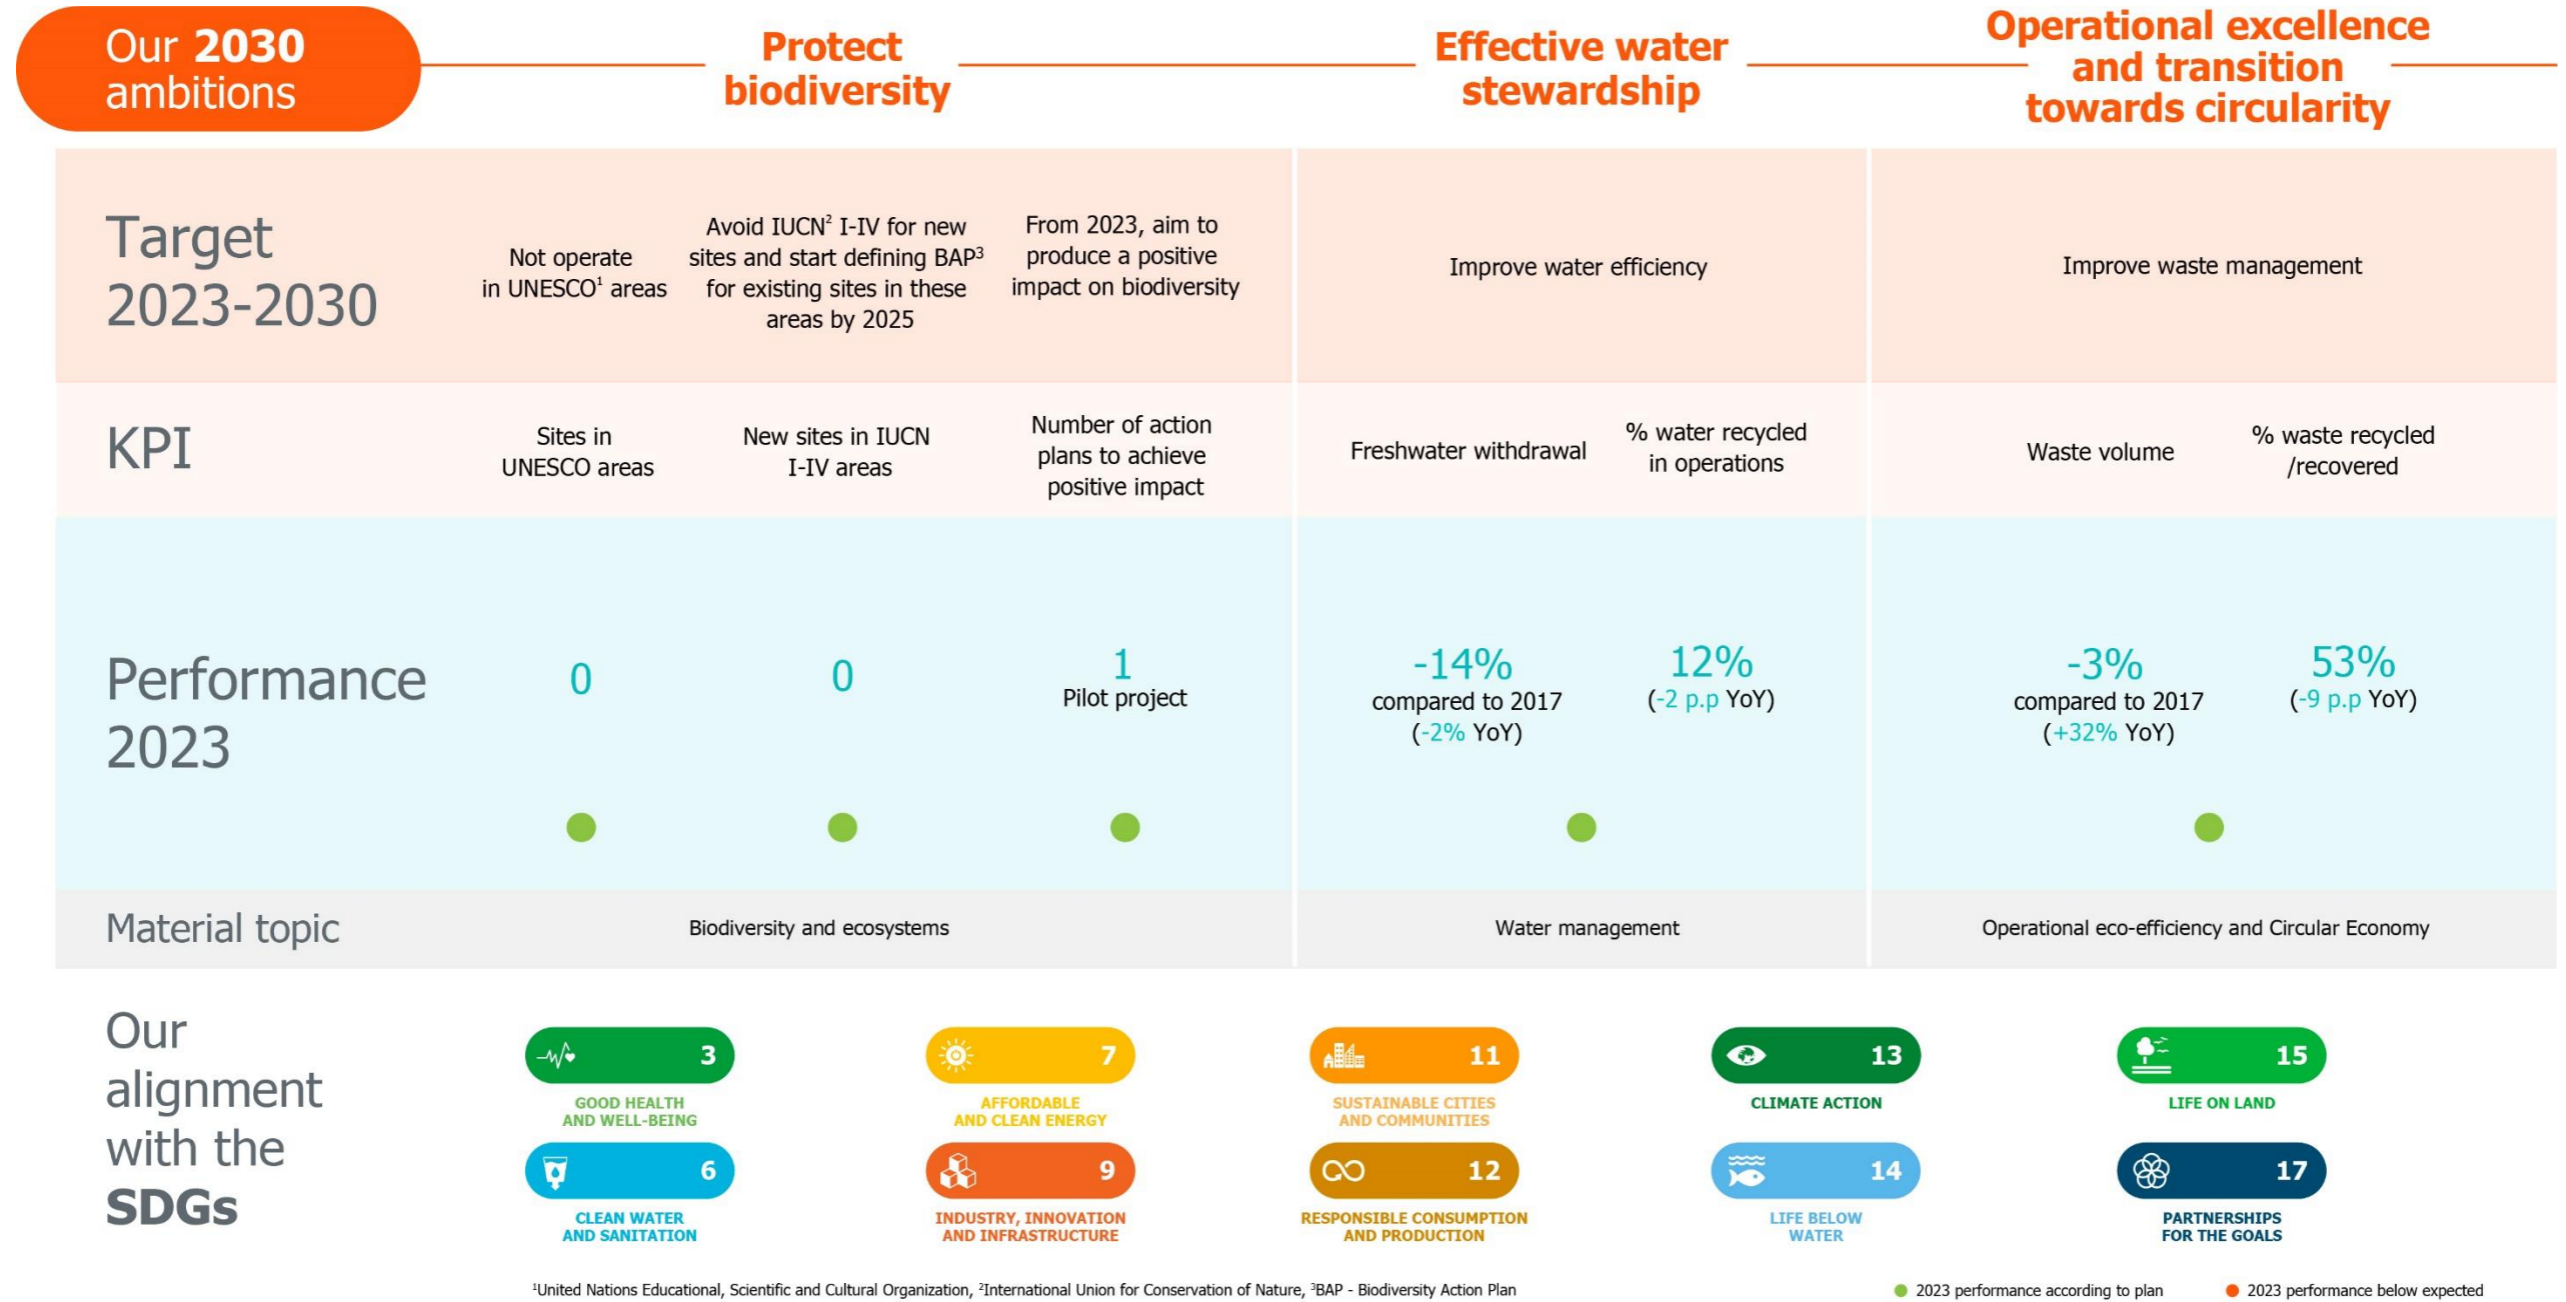 Our 2030
ambitions
Protect
biodiversity
Effective water
stewardship
Operational excellence
and transition
towards circularity
Target
2023-2030
Not operate
in UNESCO¹ areas
Avoid IUCN² I-IV for new
sites and start defining BAP³
for existing sites in these
areas by 2025
From 2023, aim to
produce a positive
impact on biodiversity
Improve water efficiency
Improve waste management
KPI
Sites in
UNESCO areas
New sites in IUCN
I-IV areas
Number of action
plans to achieve
positive impact
Freshwater withdrawal
% water recycled
in operations
Waste volume
% waste recycled
/recovered
Performance
2023
0
0
1
Pilot project
-14%
compared to 2017
(-2% YoY)
12%
(-2 p.p YoY)
-3%
compared to 2017
(+32% YoY)
53%
(-9 p.p YoY)
Material topic
Biodiversity and ecosystems
Water management
Operational eco-efficiency and Circular Economy
Our
alignment
with the
SDGs
3
GOOD HEALTH
AND WELL-BEING
7
AFFORDABLE
AND CLEAN ENERGY
11
SUSTAINABLE CITIES
AND COMMUNITIES
13
CLIMATE ACTION
15
LIFE ON LAND
6
CLEAN WATER
AND SANITATION
9
INDUSTRY, INNOVATION
AND INFRASTRUCTURE
12
RESPONSIBLE CONSUMPTION
AND PRODUCTION
14
LIFE BELOW
WATER
17
PARTNERSHIPS
FOR THE GOALS
¹United Nations Educational, Scientific and Cultural Organization, ²International Union for Conservation of Nature, ³BAP - Biodiversity Action Plan
2023 performance according to plan
2023 performance below expected